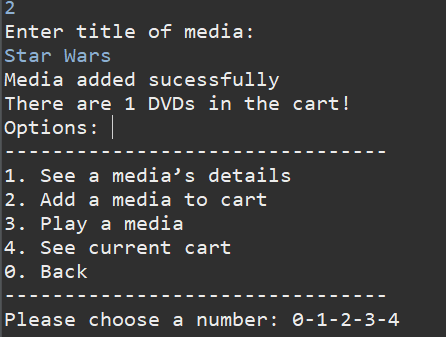 2
Enter title of media:
Star Wars
Media added sucessfully
There are 1 DVDs in the cart!
Options:
--------------------------------
1. See a media’s details
2. Add a media to cart
3. Play a media
4. See current cart
0. Back
--------------------------------
Please choose a number: 0-1-2-3-4